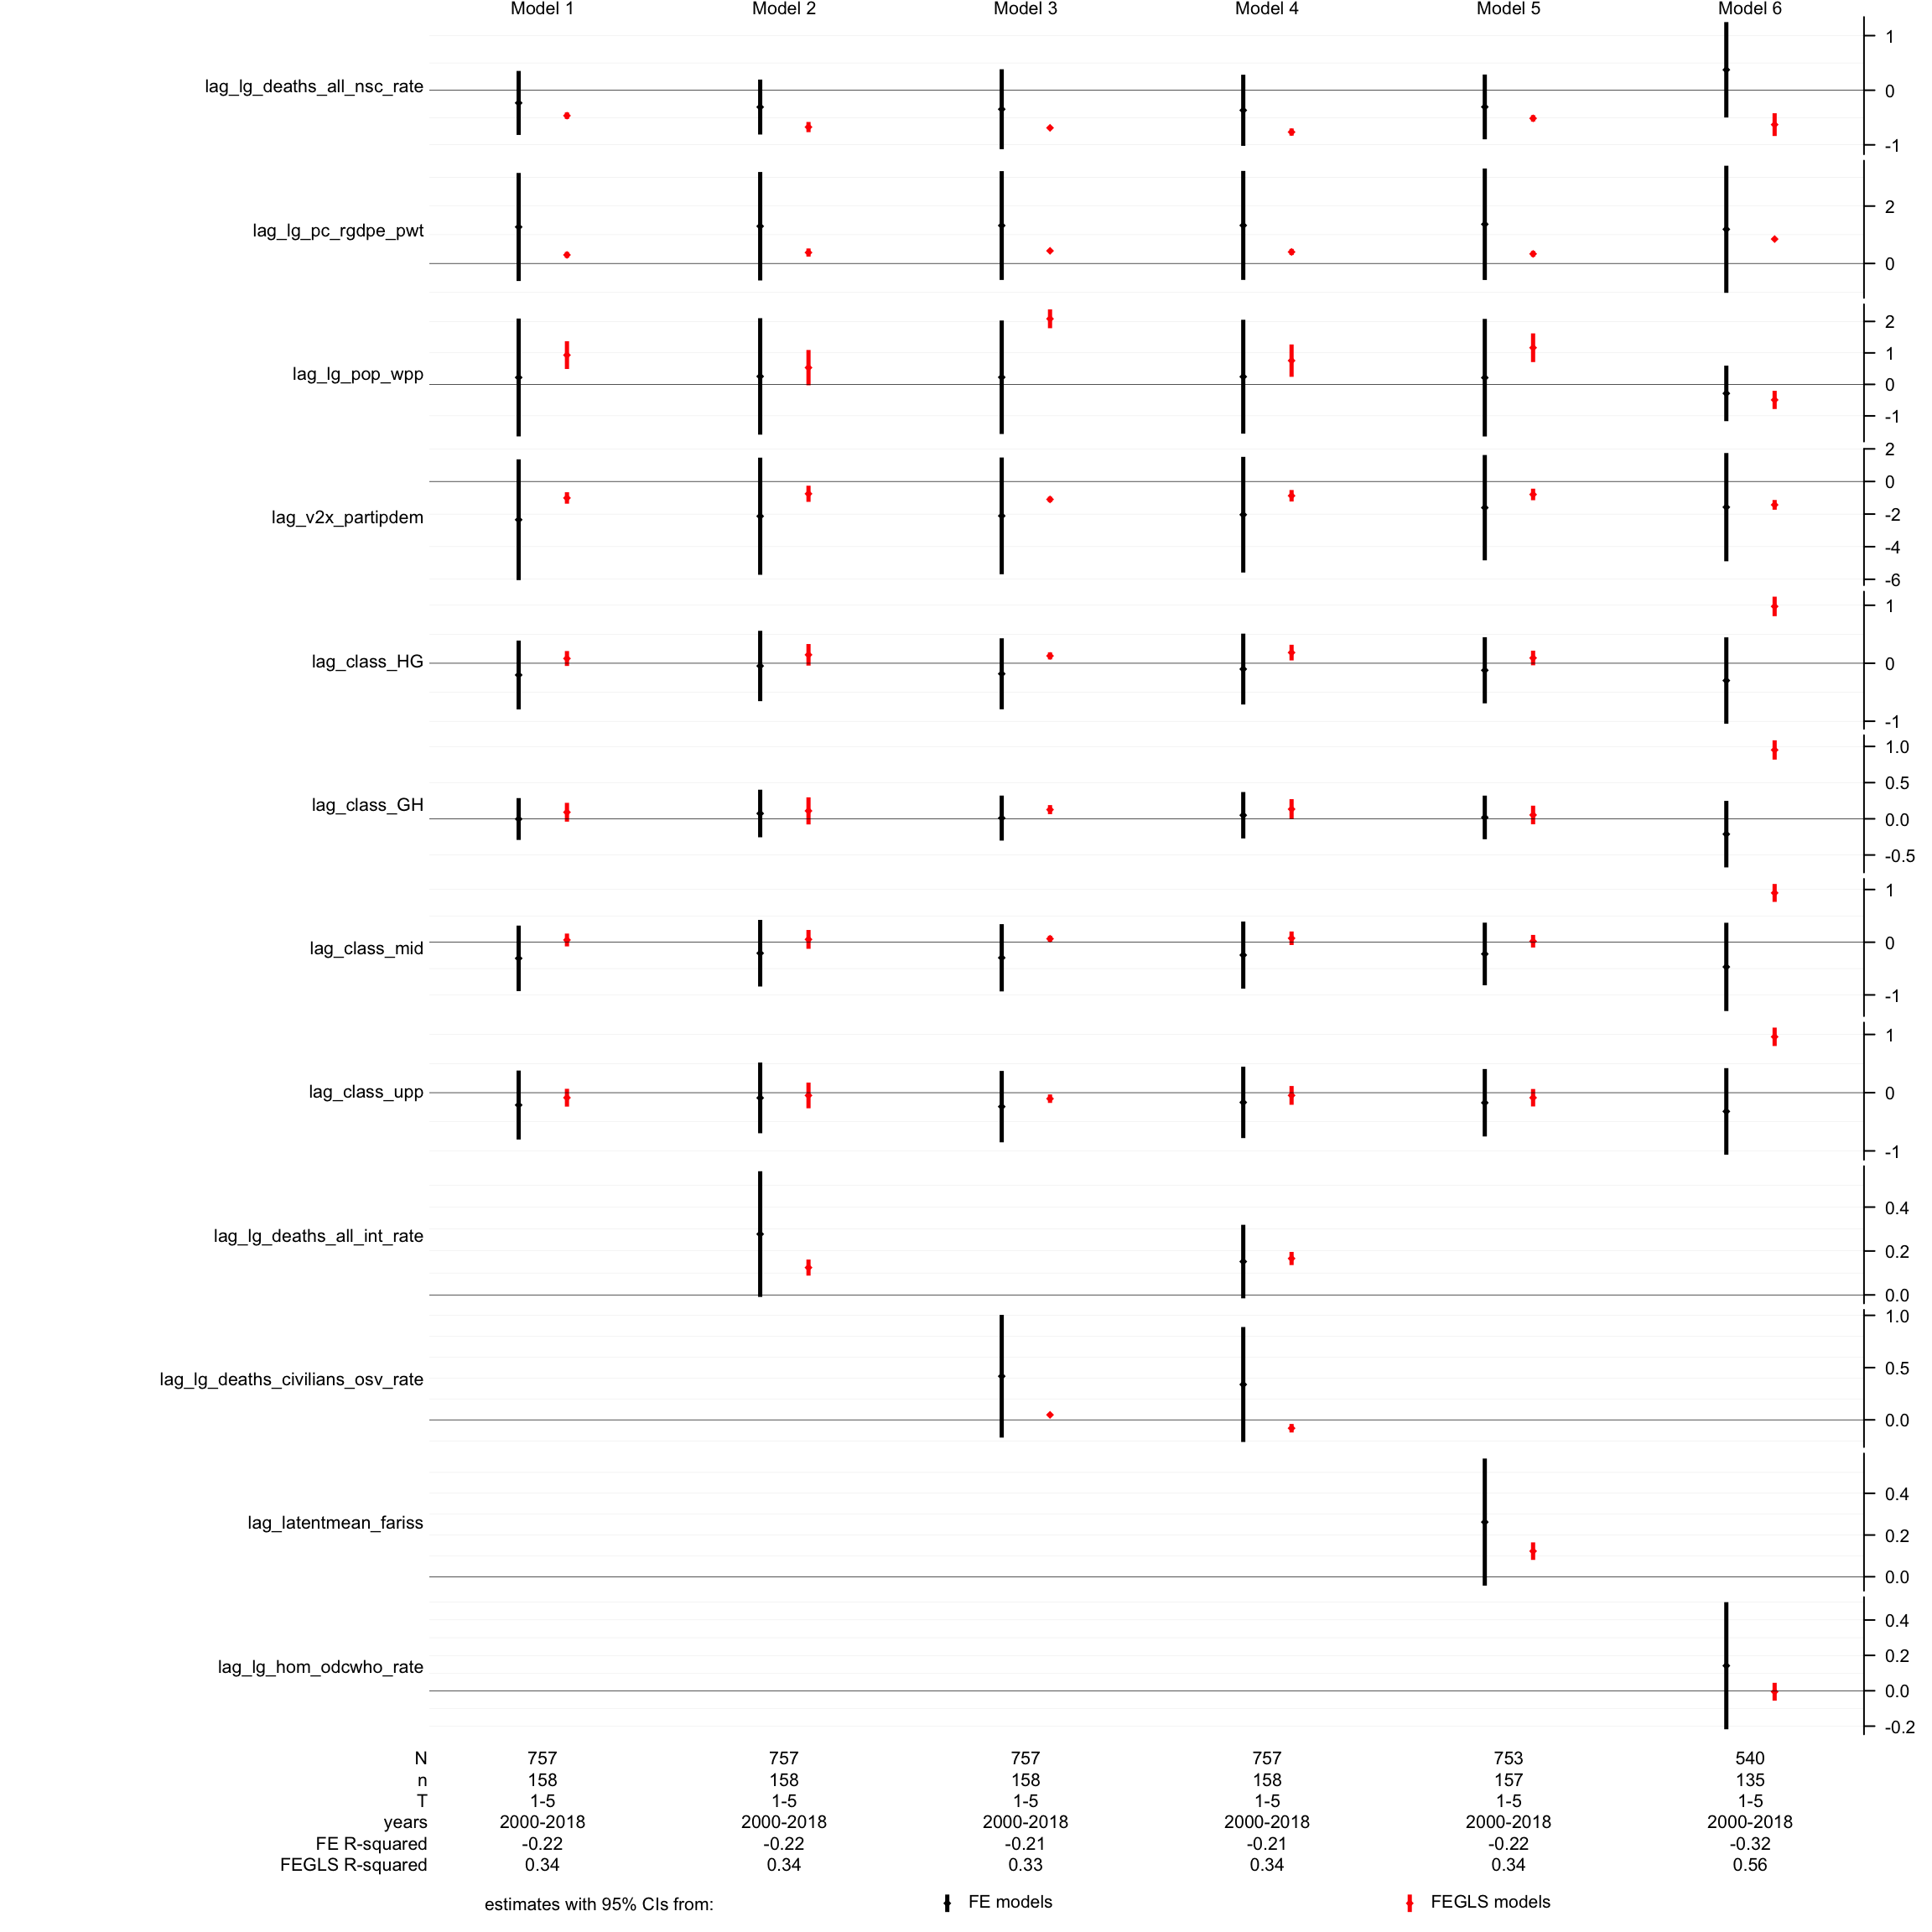 Model 1 Model 2 Model 3 Model 4 Model 5 Model 6
lag_lg_deaths_all_nsc_rate
1
0
-1
lag_lg_pc_rgdpe_pwt
2
0
lag_lg_pop_wpp
2
1
0
-1
lag_v2x_partipdem
2
0
-2
-4
-6
lag_class_HG
1
0
-1
lag_class_GH
1.0
0.5
0.0
-0.5
lag_class_mid
1
0
-1
lag_class_upp
1
0
-1
lag_lg_deaths_all_int_rate
0.4
0.2
0.0
lag_lg_deaths_civilians_osv_rate
1.0
0.5
0.0
lag_latentmean_fariss
0.4
0.2
0.0
lag_lg_hom_odcwho_rate
0.4
0.2
0.0
-0.2
N 757 757 757 757 753 540
n 158 158 158 158 157 135
T 1-5 1-5 1-5 1-5 1-5 1-5
years 2000-2018 2000-2018 2000-2018 2000-2018 2000-2018 2000-2018
FE R-squared -0.22 -0.22 -0.21 -0.21 -0.22 -0.32
FEGLS R-squared 0.34 0.34 0.33 0.34 0.34 0.56
estimates with 95% CIs from: FE models FEGLS models